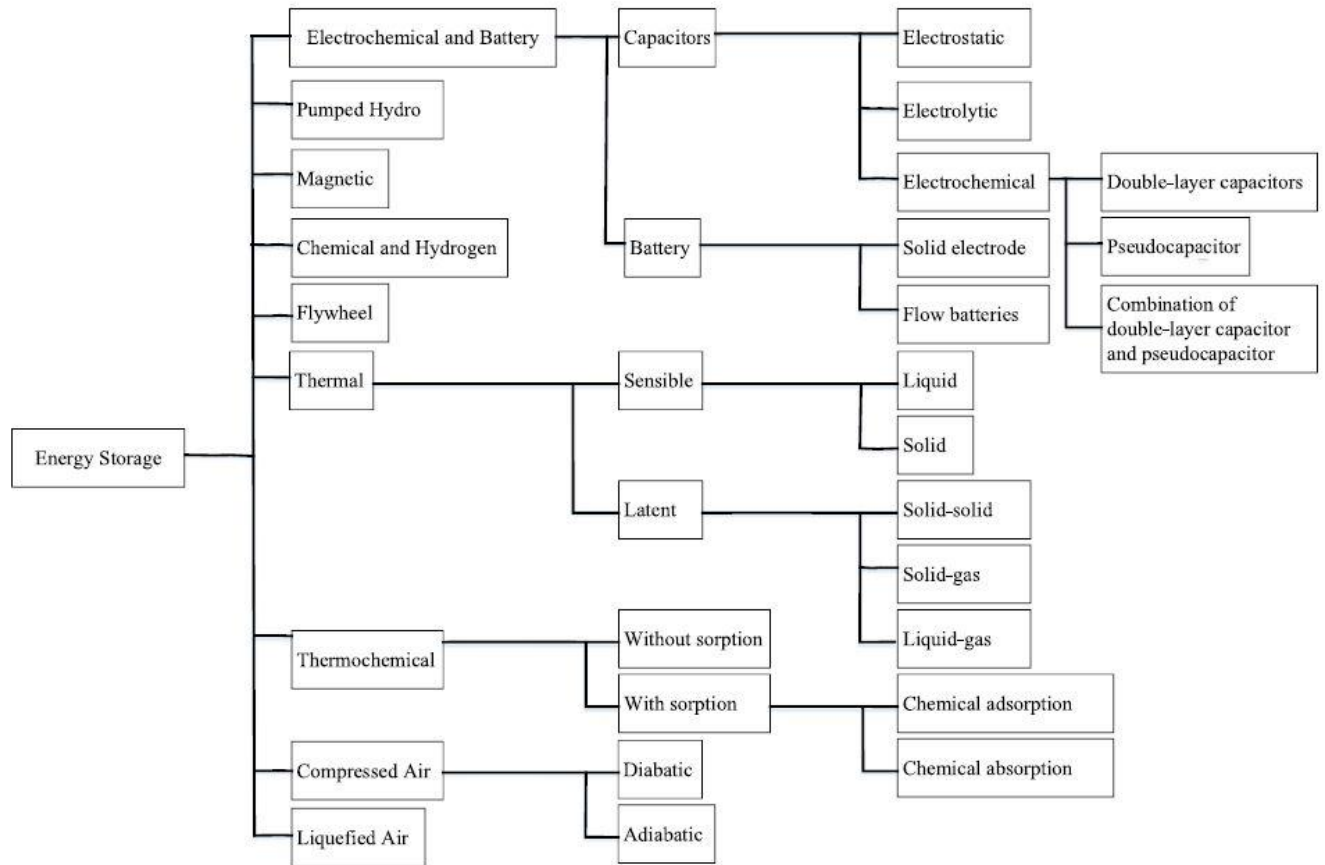 Electrochemical and Battery
Capacitors
Electrostatic
Pumped Hydro
Electrolytic
Magnetic
Electrochemical
Double-layer capacitors
Chemical and Hydrogen
Battery
Solid electrode
Pseudocapacitor
Flywheel
Flow batteries
Combination of
double-layer capacitor
and pseudocapacitor
Thermal
Sensible
Liquid
Solid
Energy Storage
Latent
Solid-solid
Solid-gas
Thermochemical
Without sorption
Liquid-gas
With sorption
Chemical adsorption
Compressed Air
Diabatic
Chemical absorption
Liquefied Air
Adiabatic